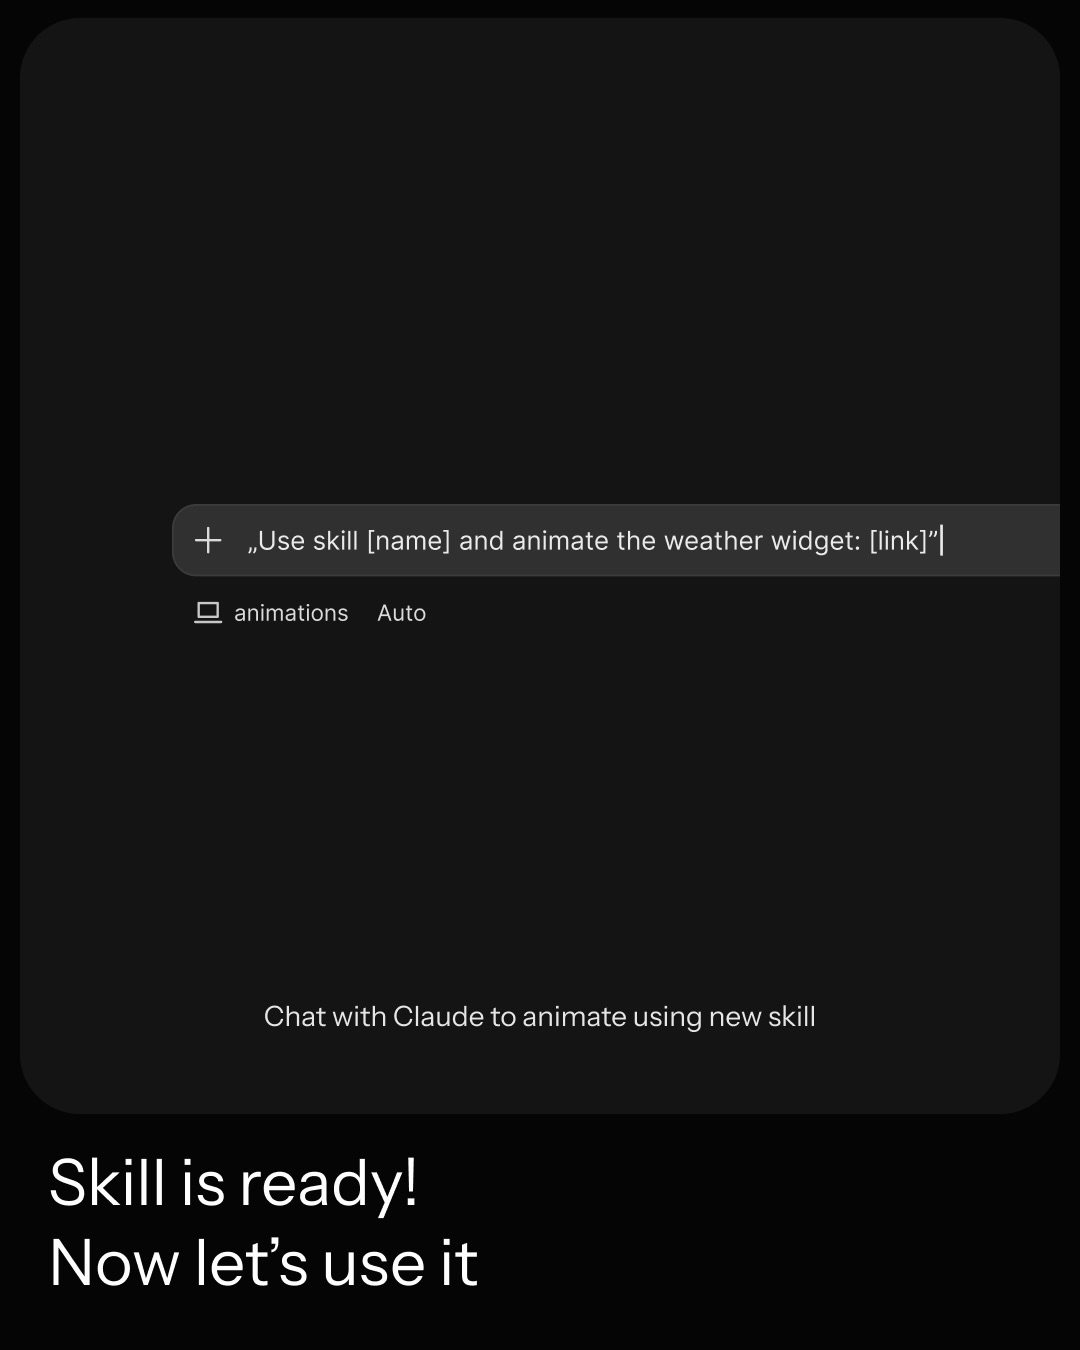 „Use skill [name] and animate the weather widget: [link]”
animations Auto
Chat with Claude to animate using new skill
Skill is ready!
Now let’s use it